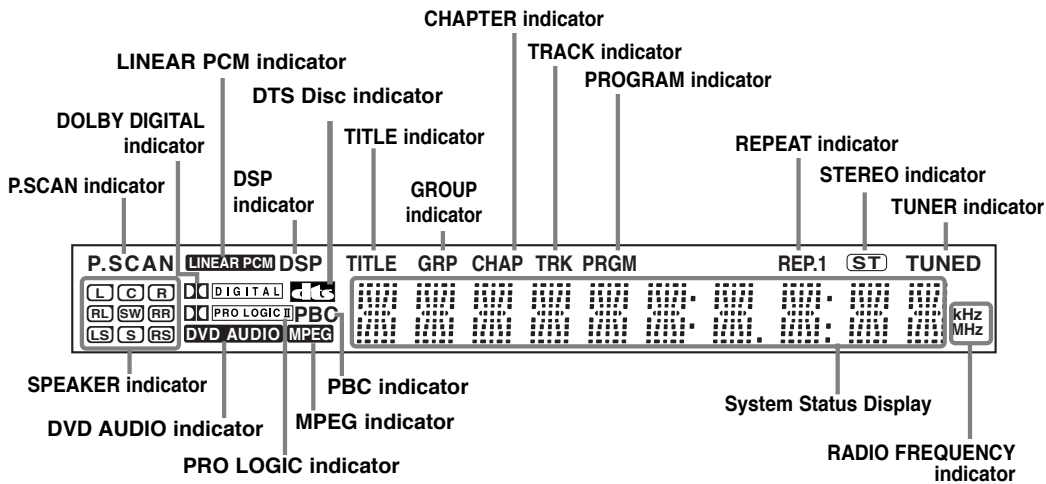 CHAPTER indicator
TRACK indicator
LINEAR PCM indicator
PROGRAM indicator
DTS Disc indicator
DOLBY DIGITAL
indicator
TITLE indicator
REPEAT indicator
STEREO indicator
P.SCAN indicator
DSP
indicator
GROUP
indicator
TUNER indicator
P.SCAN LINEAR PCM DSP TITLE GRP CHAP TRK PRGM REP.1 ST TUNED
L C R DIGITAL dts
RL SW RR PRO LOGIC II PBC
LS S RS DVD AUDIO MPEG
kHz
MHz
SPEAKER indicator
PBC indicator
System Status Display
DVD AUDIO indicator
MPEG indicator
PRO LOGIC indicator
RADIO FREQUENCY
indicator